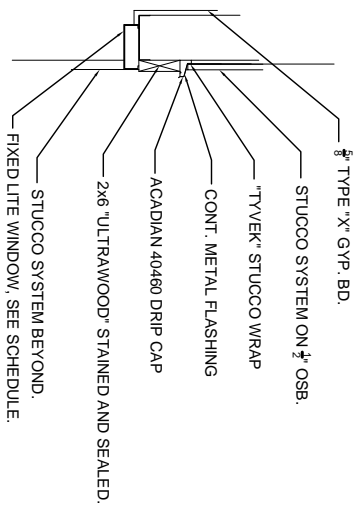 5/8" TYPE "X" GYP. BD.
STUCCO SYSTEM ON 1/2" OSB.
"TYVEK" STUCCO WRAP
CONT. METAL FLASHING
ACADIAN 40460 DRIP CAP
2x6 "ULTRAWOOD" STAINED AND SEALED.
STUCCO SYSTEM BEYOND.
FIXED LITE WINDOW, SEE SCHEDULE.